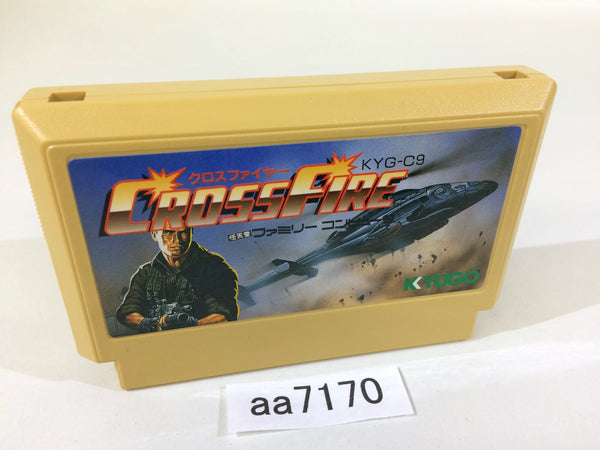 クロスファイヤー
KYG-C9
CROSSFIRE
任天堂 ファミリー コン
KYUGO
aa7170